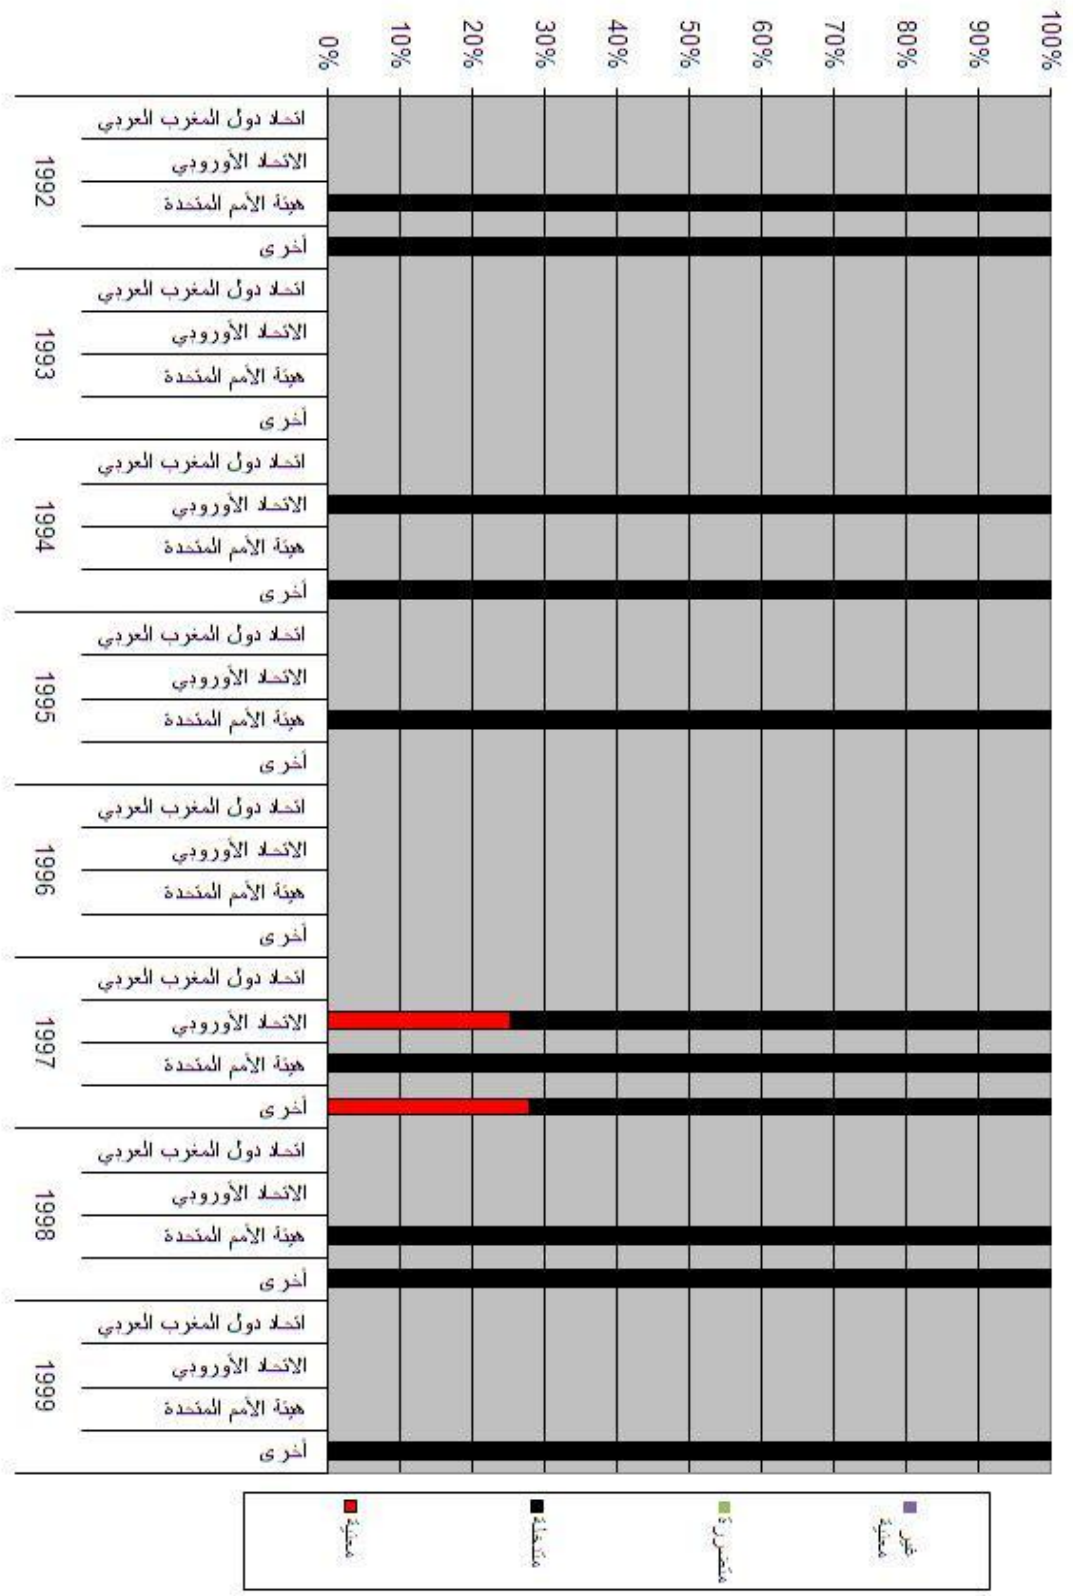 100%
90%
80%
70%
60%
50%
40%
30%
20%
10%
0%
اتحاد دول المغرب العربي
الاتحاد الأوروبي
هيئة الأمم المتحدة
أخرى
1992
اتحاد دول المغرب العربي
الاتحاد الأوروبي
هيئة الأمم المتحدة
أخرى
1993
اتحاد دول المغرب العربي
الاتحاد الأوروبي
هيئة الأمم المتحدة
أخرى
1994
اتحاد دول المغرب العربي
الاتحاد الأوروبي
هيئة الأمم المتحدة
أخرى
1995
اتحاد دول المغرب العربي
الاتحاد الأوروبي
هيئة الأمم المتحدة
أخرى
1996
اتحاد دول المغرب العربي
الاتحاد الأوروبي
هيئة الأمم المتحدة
أخرى
1997
اتحاد دول المغرب العربي
الاتحاد الأوروبي
هيئة الأمم المتحدة
أخرى
1998
اتحاد دول المغرب العربي
الاتحاد الأوروبي
هيئة الأمم المتحدة
أخرى
1999
غير
معنية
متضررة
متدخلة
معنية